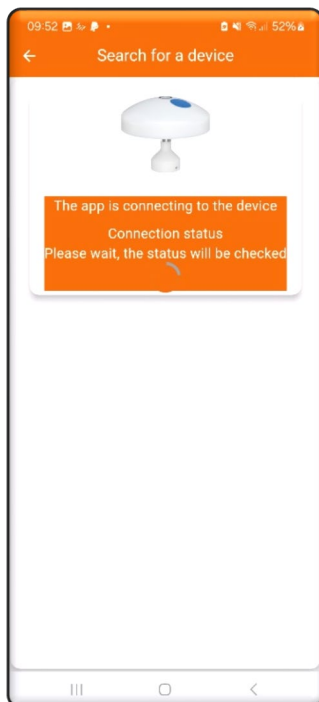 09:52 52%
Search for a device
The app is connecting to the device
Connection status
Please wait, the status will be checked